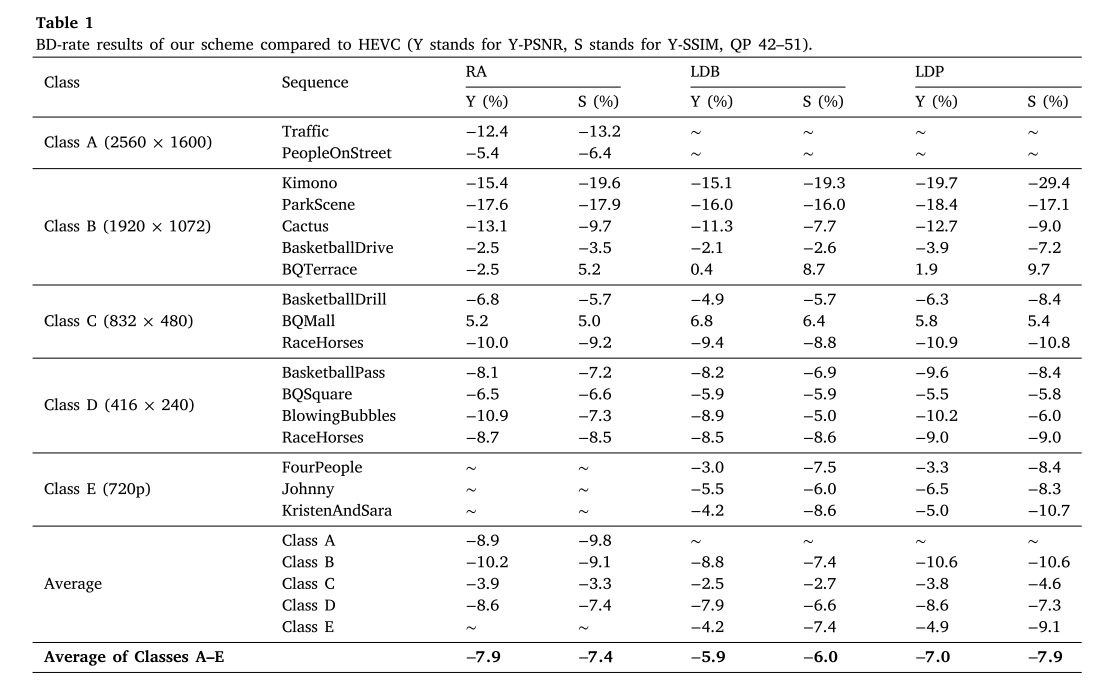 Table 1
BD-rate results of our scheme compared to HEVC (Y stands for Y-PSNR, S stands for Y-SSIM, QP 42–51).
Class Sequence RA LDB LDP
Y (%) S (%) Y (%) S (%) Y (%) S (%)
Class A (2560 × 1600)
Traffic −12.4 −13.2 ~ ~ ~ ~
PeopleOnStreet −5.4 −6.4 ~ ~ ~ ~
Class B (1920 × 1072)
Kimono −15.4 −19.6 −15.1 −19.3 −19.7 −29.4
ParkScene −17.6 −17.9 −16.0 −16.0 −18.4 −17.1
Cactus −13.1 −9.7 −11.3 −7.7 −12.7 −9.0
BasketballDrive −2.5 −3.5 −2.1 −2.6 −3.9 −7.2
BQTerrace −2.5 5.2 0.4 8.7 1.9 9.7
Class C (832 × 480)
BasketballDrill −6.8 −5.7 −4.9 −5.7 −6.3 −8.4
BQMall 5.2 5.0 6.8 6.4 5.8 5.4
RaceHorses −10.0 −9.2 −9.4 −8.8 −10.9 −10.8
Class D (416 × 240)
BasketballPass −8.1 −7.2 −8.2 −6.9 −9.6 −8.4
BQSquare −6.5 −6.6 −5.9 −5.9 −5.5 −5.8
BlowingBubbles −10.9 −7.3 −8.9 −5.0 −10.2 −6.0
RaceHorses −8.7 −8.5 −8.5 −8.6 −9.0 −9.0
Class E (720p)
FourPeople ~ ~ −3.0 −7.5 −3.3 −8.4
Johnny ~ ~ −5.5 −6.0 −6.5 −8.3
KristenAndSara ~ ~ −4.2 −8.6 −5.0 −10.7
Average
Class A −8.9 −9.8 ~ ~ ~ ~
Class B −10.2 −9.1 −8.8 −7.4 −10.6 −10.6
Class C −3.9 −3.3 −2.5 −2.7 −3.8 −4.6
Class D −8.6 −7.4 −7.9 −6.6 −8.6 −7.3
Class E ~ ~ −4.2 −7.4 −4.9 −9.1
Average of Classes A–E −7.9 −7.4 −5.9 −6.0 −7.0 −7.9